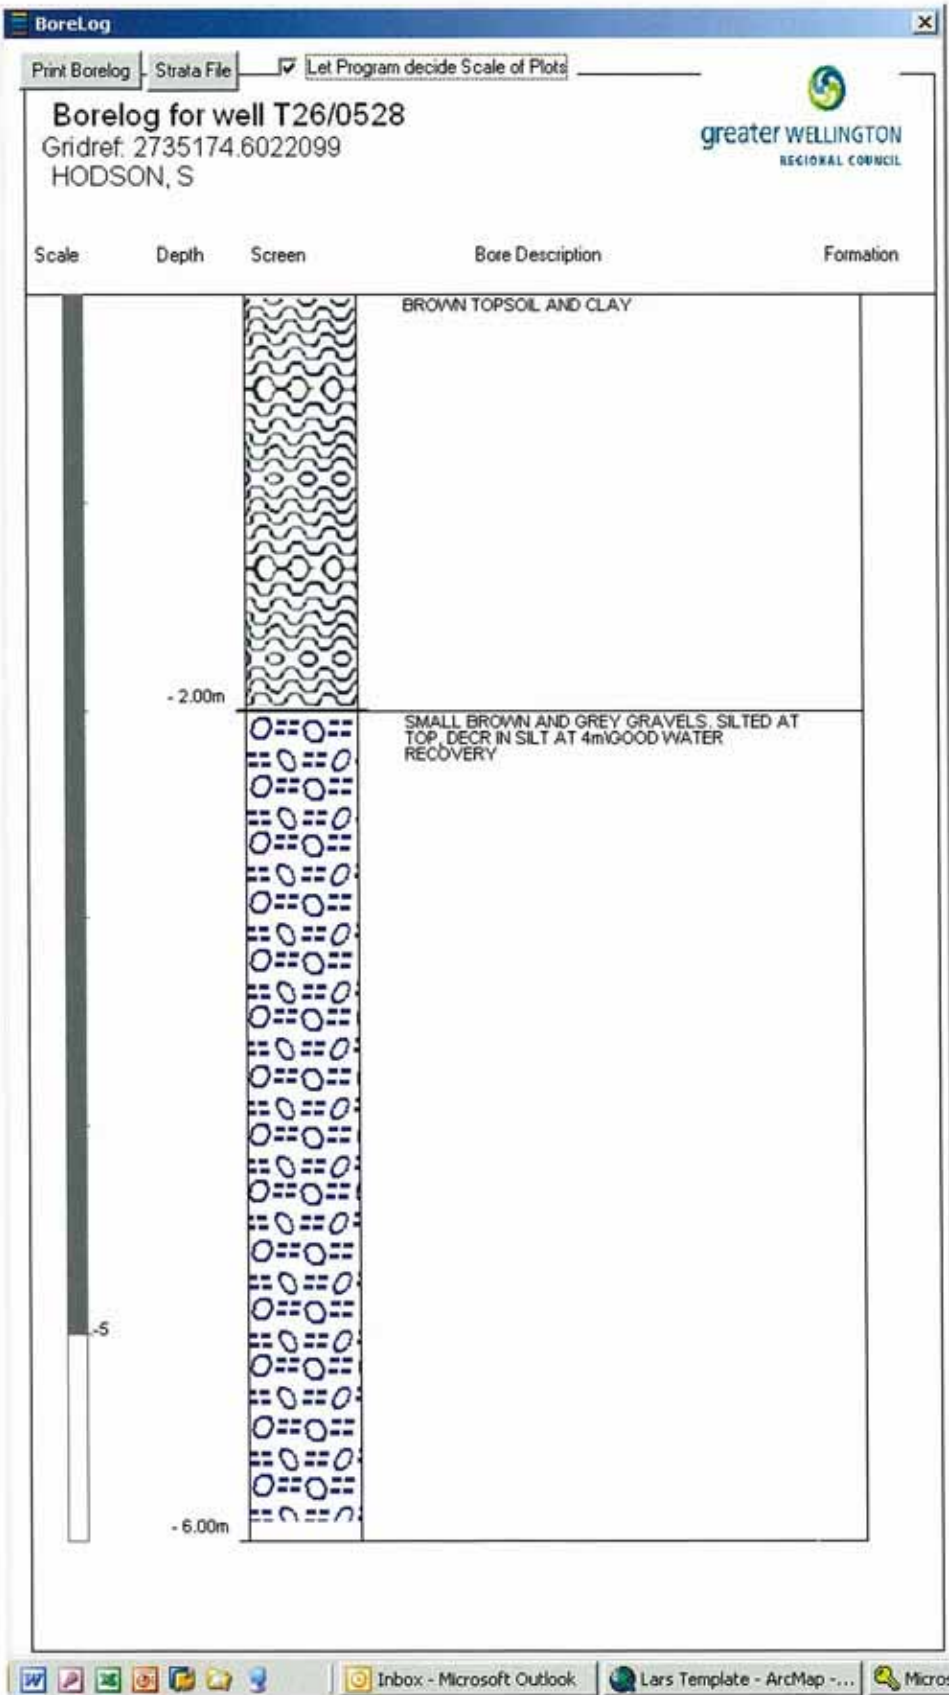 BoreLog
Print Borelog Strata File Let Program decide Scale of Plots
Borelog for well T26/0528
Gridref: 2735174.6022099
HODSON, S
greater WELLINGTON
REGIONAL COUNCIL
Scale Depth Screen Bore Description Formation
BROWN TOPSOIL AND CLAY
- 2.00m
SMALL BROWN AND GREY GRAVELS. SILTED AT
TOP, DECR IN SILT AT 4m\GOOD WATER
RECOVERY
-5
- 6.00m
Inbox - Microsoft Outlook Lars Template - ArcMap -... Micro